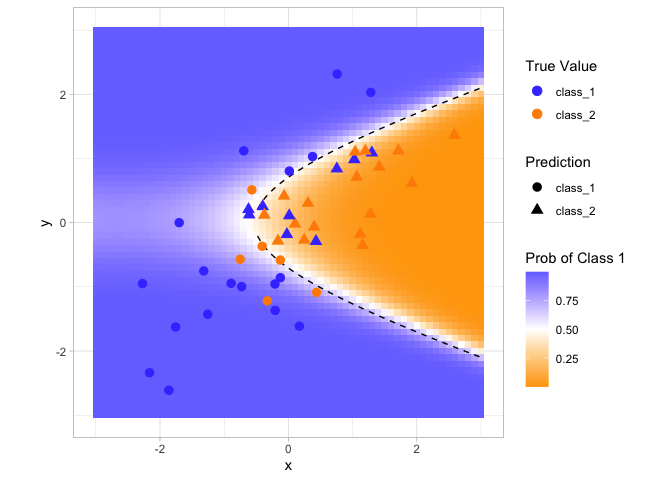 2
0
-2
y
-2
0
2
x
True Value
class_1
class_2
Prediction
class_1
class_2
Prob of Class 1
0.75
0.50
0.25